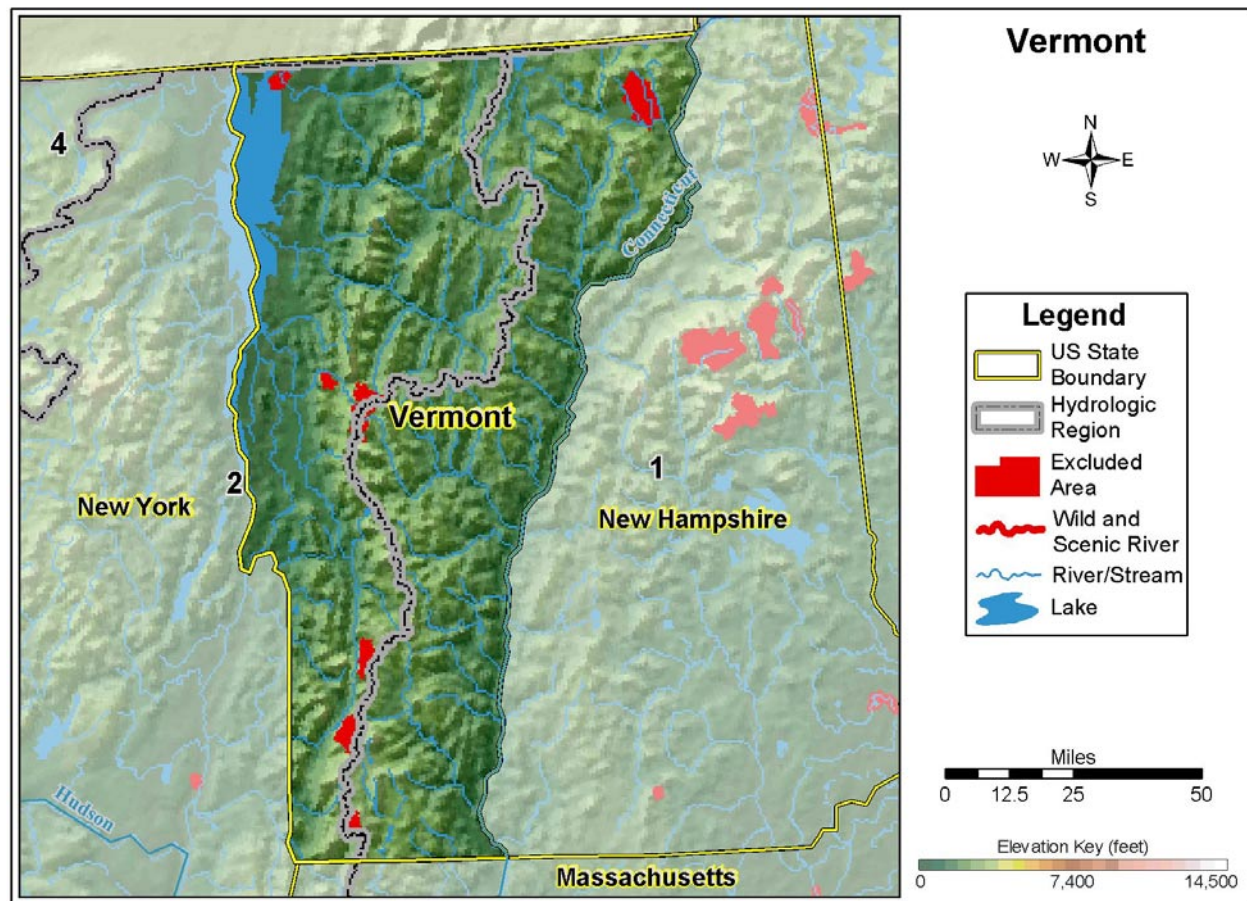 Vermont
N
W E
S
4
Connecticut
Vermont
2
1
New York
New Hampshire
Hudson
Massachusetts
Legend
US State
Boundary
Hydrologic
Region
Excluded
Area
Wild and
Scenic River
River/Stream
Lake
Miles
0 12.5 25 50
Elevation Key (feet)
0 7,400 14,500